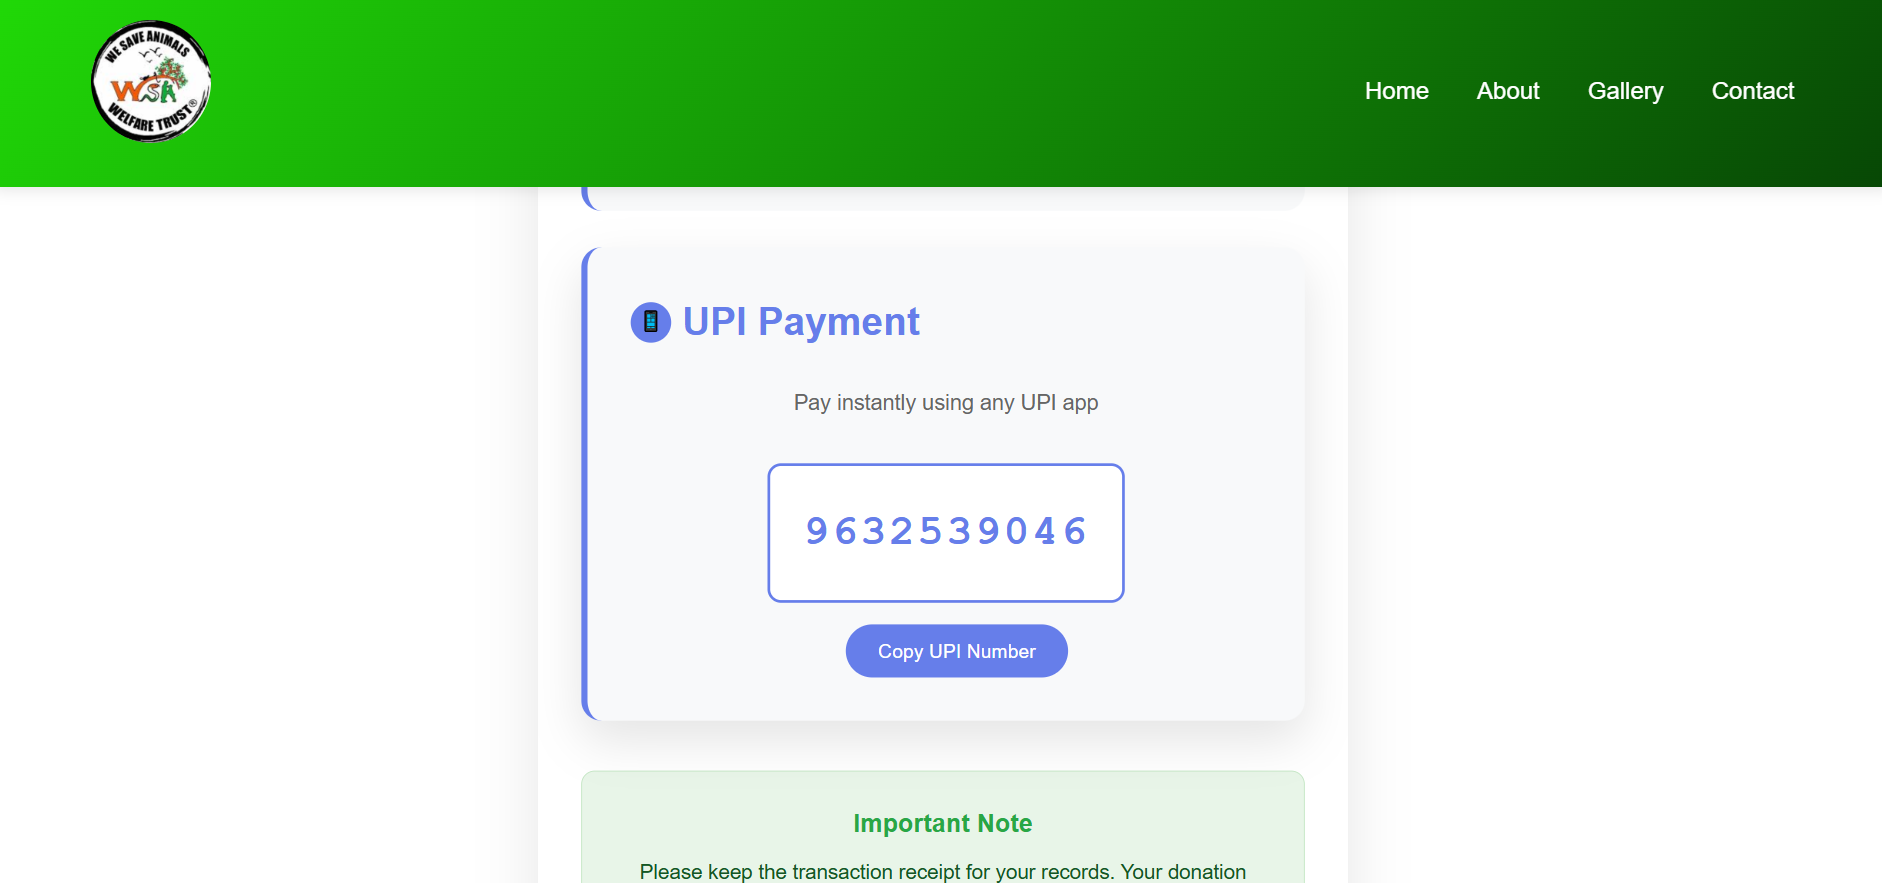 WE SAVE ANIMALS
WSA
WELFARE TRUST®
Home
About
Gallery
Contact
UPI Payment
Pay instantly using any UPI app
9632539046
Copy UPI Number
Important Note
Please keep the transaction receipt for your records. Your donation